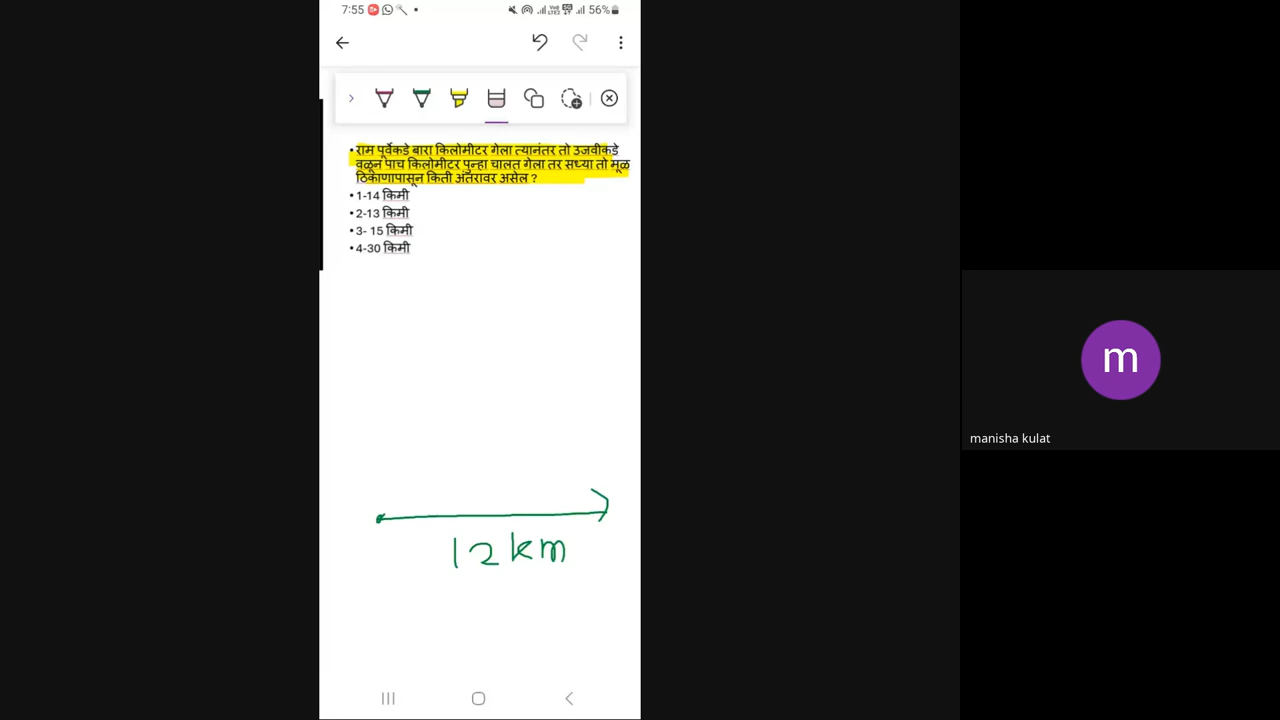 7:55
56%
• राम पूर्वेकडे बारा किलोमीटर गेला त्यानंतर तो उजवीकडे
वळून पाच किलोमीटर पुन्हा चालत गेला तर सध्या तो मूळ
ठिकाणापासून किती अंतरावर असेल ?
• 1-14 किमी
• 2-13 किमी
• 3- 15 किमी
• 4-30 किमी
12 km
m
manisha kulat